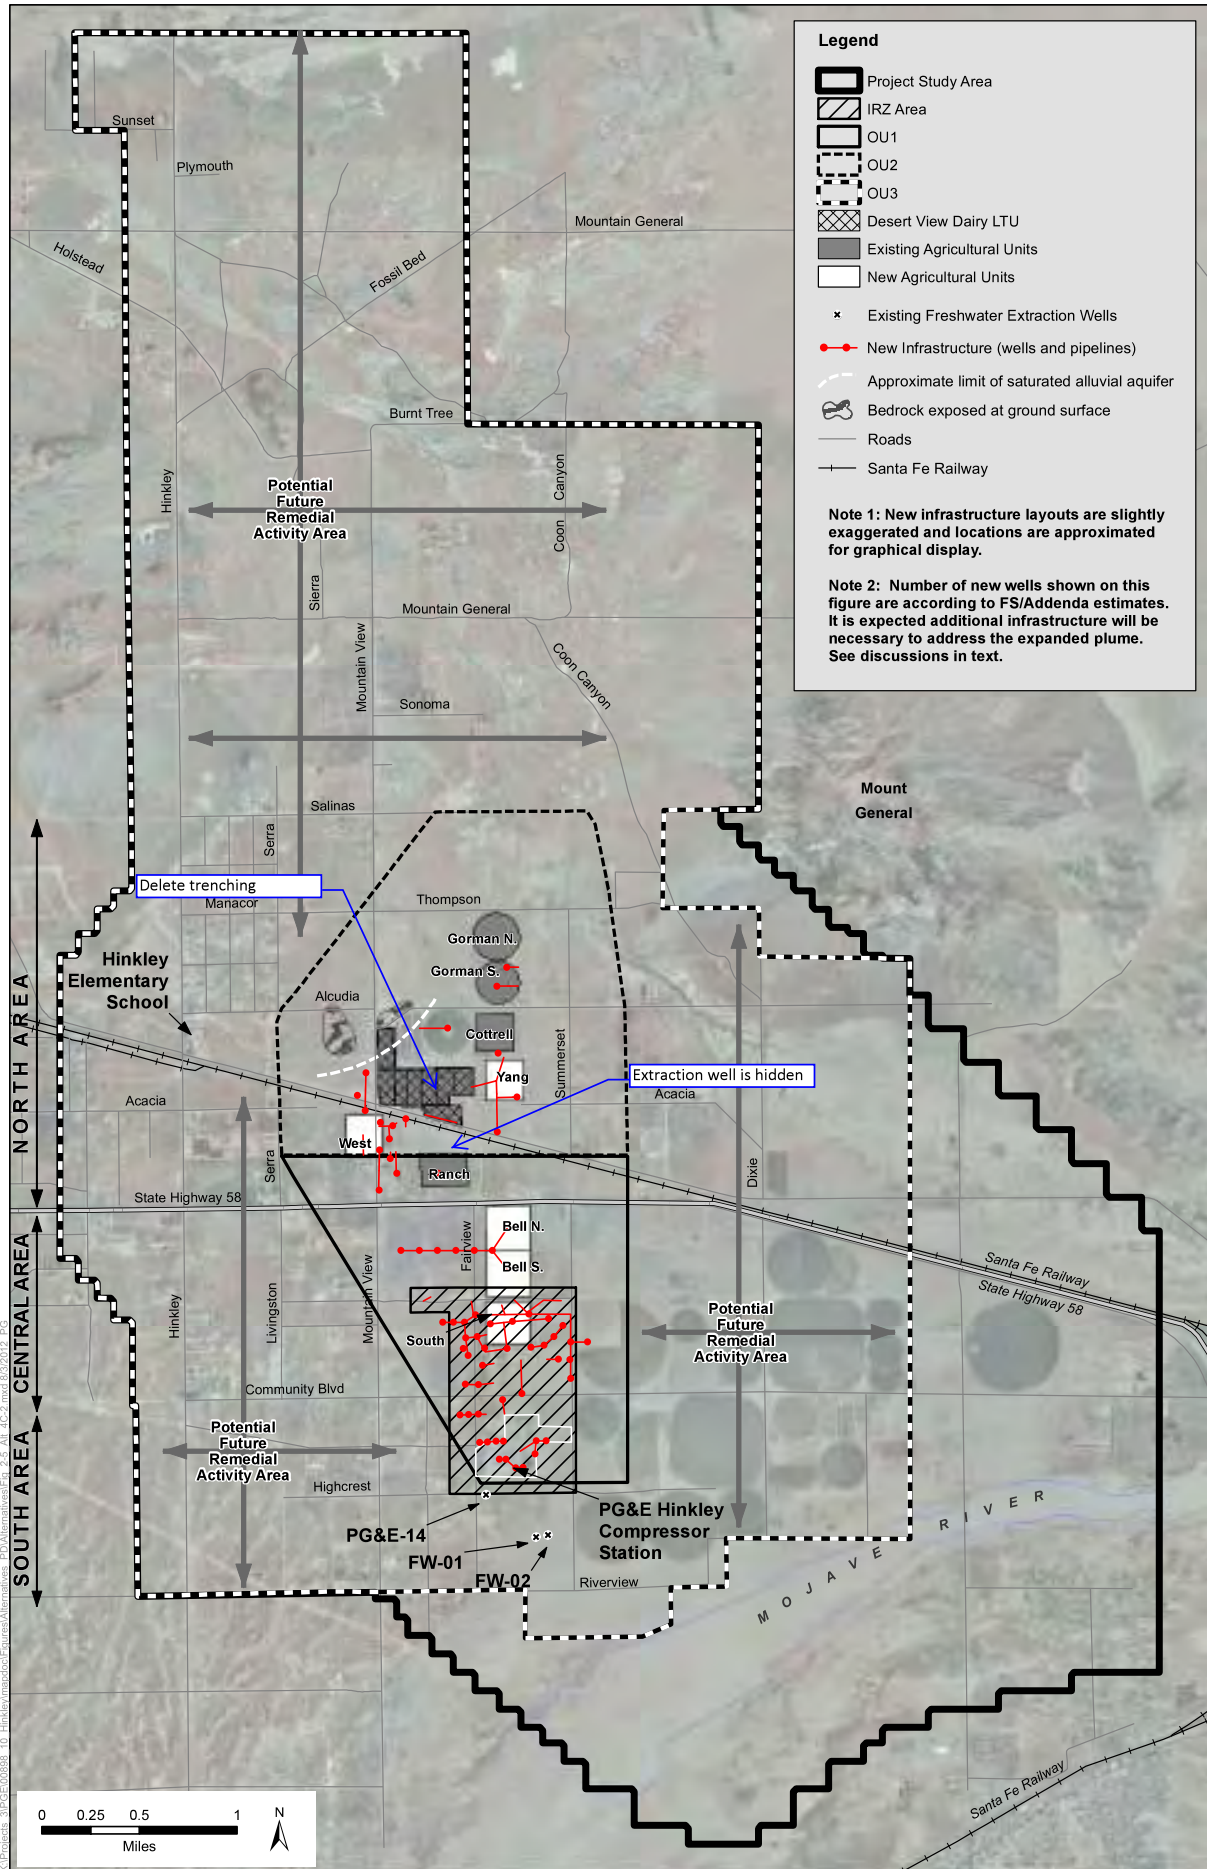 Legend
Project Study Area
IRZ Area
OU1
OU2
OU3
Desert View Dairy LTU
Existing Agricultural Units
New Agricultural Units
Existing Freshwater Extraction Wells
New Infrastructure (wells and pipelines)
Approximate limit of saturated alluvial aquifer
Bedrock exposed at ground surface
Roads
Santa Fe Railway
Note 1: New infrastructure layouts are slightly
exaggerated and locations are approximated
for graphical display.
Note 2: Number of new wells shown on this
figure are according to FS/Addenda estimates.
It is expected additional infrastructure will be
necessary to address the expanded plume.
See discussions in text.
Sunset
Plymouth
Mountain General
Holstead
Fossil Bed
Burnt Tree
Hinkley
Canyon
Coon
Potential
Future
Remedial
Activity Area
Sierra
Mountain General
Mountain View
Coon Canyon
Sonoma
Mount
General
Salinas
Serra
Delete trenching
Manacor
Thompson
Gorman N.
Hinkley
Elementary
School
Gorman S.
Alcudia
Cottrell
Summerset
Yang
Extraction well is hidden
Acacia
Acacia
West
Serra
Ranch
Dixie
State Highway 58
NORTH AREA
Bell N.
Fairview
Bell S.
Santa Fe Railway
State Highway 58
CENTRAL AREA
Hinkley
Livingston
Mountain View
South
Potential
Future
Remedial
Activity Area
Community Blvd
Potential
Future
Remedial
Activity Area
Highcrest
PG&E-14
PG&E Hinkley
Compressor
Station
FW-01
FW-02
Riverview
SOUTH AREA
MOJAVE RIVER
Santa Fe Railway
0 0.25 0.5 1
Miles
N